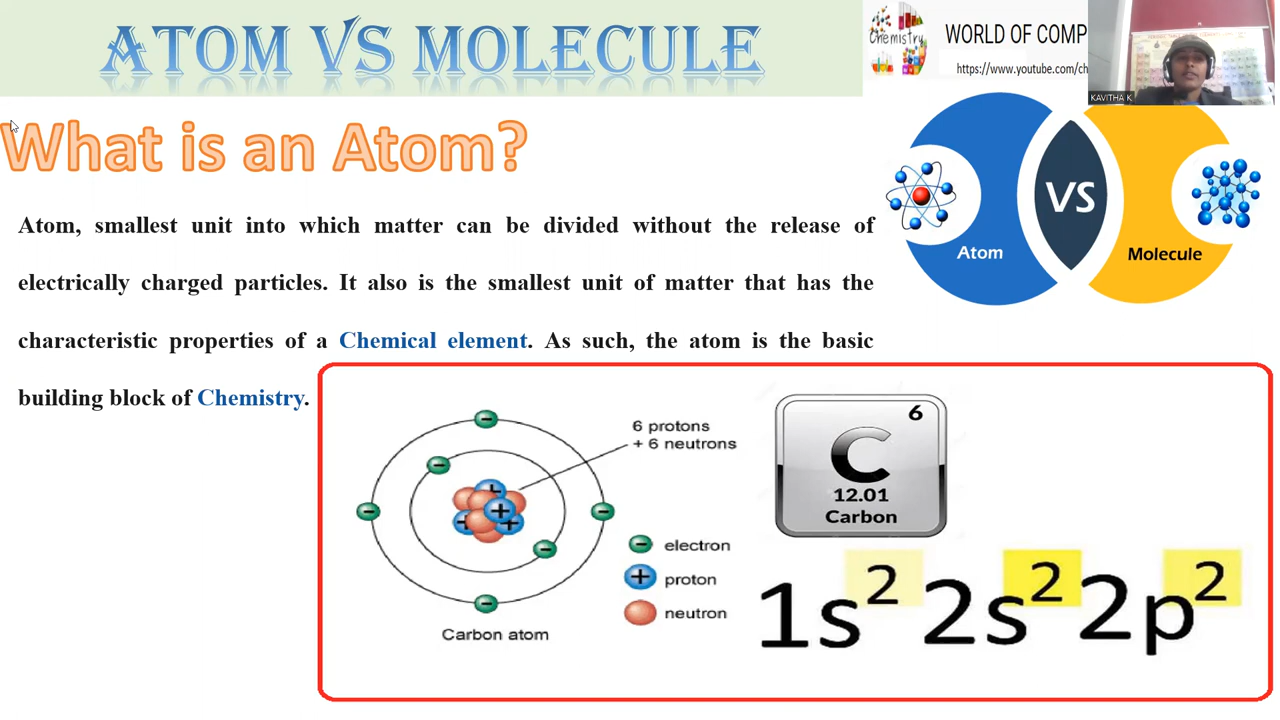 ATOM VS MOLECULE
Chemistry
WORLD OF COMP
https://www.youtube.com/ch
KAVITHA K
What is an Atom?
Atom, smallest unit into which matter can be divided without the release of
electrically charged particles. It also is the smallest unit of matter that has the
characteristic properties of a Chemical element. As such, the atom is the basic
building block of Chemistry.
VS
Atom
Molecule
6 protons
+ 6 neutrons
electron
proton
neutron
Carbon atom
6
C
12.01
Carbon
1s² 2s² 2p²